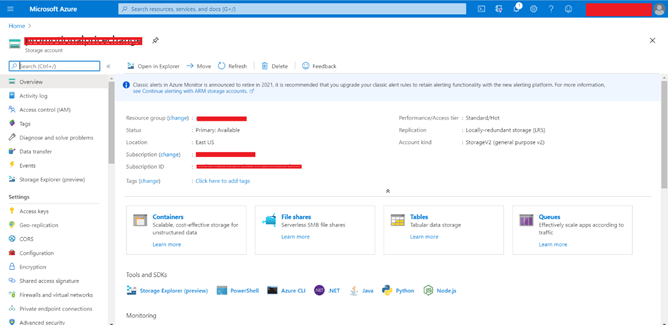 Microsoft Azure
Search resources, services, and docs (G+/)
1
Home >
Storage account
Search (Ctrl+/)
«
Open in Explorer
Move
Refresh
Delete
Feedback
Overview
Activity log
Access control (IAM)
Tags
Diagnose and solve problems
Data transfer
Events
Storage Explorer (preview)
Settings
Access keys
Geo-replication
CORS
Configuration
Encryption
Shared access signature
Firewalls and virtual networks
Private endpoint connections
Advanced security
Classic alerts in Azure Monitor is announced to retire in 2021, it is recommended that you upgrade your classic alert rules to retain alerting functionality with the new alerting platform. For more information,
see Continue alerting with ARM storage accounts.
Resource group (change) :
Status : Primary: Available
Location : East US
Subscription (change) :
Subscription ID :
Tags (change) : Click here to add tags
Performance/Access tier : Standard/Hot
Replication : Locally-redundant storage (LRS)
Account kind : StorageV2 (general purpose v2)
Containers
Scalable, cost-effective storage for
unstructured data
Learn more
File shares
Serverless SMB file shares
Learn more
Tables
Tabular data storage
Learn more
Queues
Effectively scale apps according to
traffic
Learn more
Tools and SDKs
Storage Explorer (preview)
PowerShell
Azure CLI
.NET
Java
Python
Node.js
Monitoring